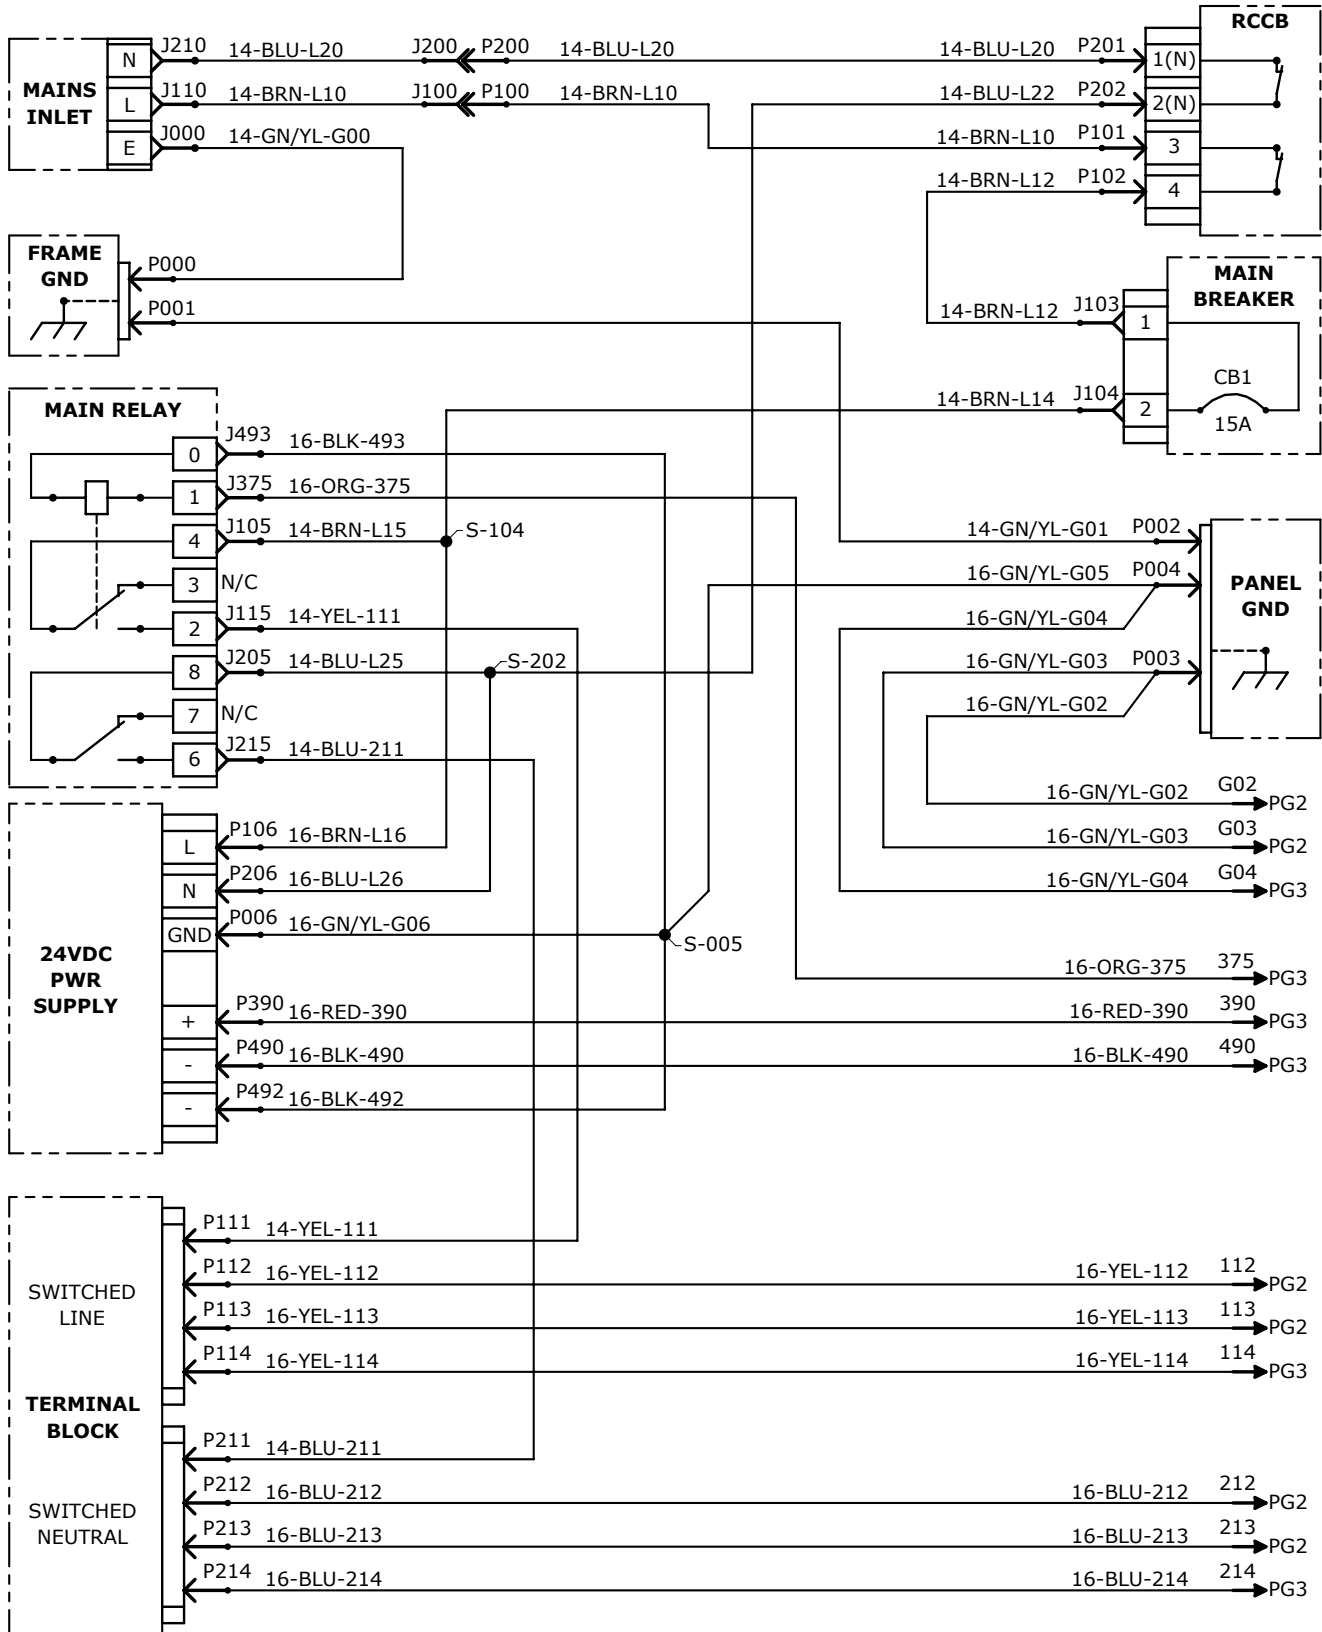 RCCB
J210 14-BLU-L20 J200 P200 14-BLU-L20 14-BLU-L20 P201
N 1(N)
MAINS INLET
J110 14-BRN-L10 J100 P100 14-BRN-L10 14-BLU-L22 P202
L 2(N)
J000 14-GN/YL-G00 14-BRN-L10 P101
E 3
14-BRN-L12 P102
4
FRAME GND
P000
P001
MAIN BREAKER
14-BRN-L12 J103
1
CB1
14-BRN-L14 J104
2
15A
MAIN RELAY
0 J493 16-BLK-493
1 J375 16-ORG-375
4 J105 14-BRN-L15 S-104
3 N/C
2 J115 14-YEL-111
8 J205 14-BLU-L25 S-202
7 N/C
6 J215 14-BLU-211
14-GN/YL-G01 P002
16-GN/YL-G05 P004
PANEL GND
16-GN/YL-G04
16-GN/YL-G03 P003
16-GN/YL-G02
16-GN/YL-G02 G02 PG2
16-GN/YL-G03 G03 PG2
16-GN/YL-G04 G04 PG3
24VDC PWR SUPPLY
L P106 16-BRN-L16
N P206 16-BLU-L26
GND P006 16-GN/YL-G06 S-005
16-ORG-375 375 PG3
+ P390 16-RED-390 16-RED-390 390 PG3
- P490 16-BLK-490 16-BLK-490 490 PG3
- P492 16-BLK-492
TERMINAL BLOCK
SWITCHED LINE
P111 14-YEL-111
P112 16-YEL-112 16-YEL-112 112 PG2
P113 16-YEL-113 16-YEL-113 113 PG2
P114 16-YEL-114 16-YEL-114 114 PG3
SWITCHED NEUTRAL
P211 14-BLU-211
P212 16-BLU-212 16-BLU-212 212 PG2
P213 16-BLU-213 16-BLU-213 213 PG2
P214 16-BLU-214 16-BLU-214 214 PG3